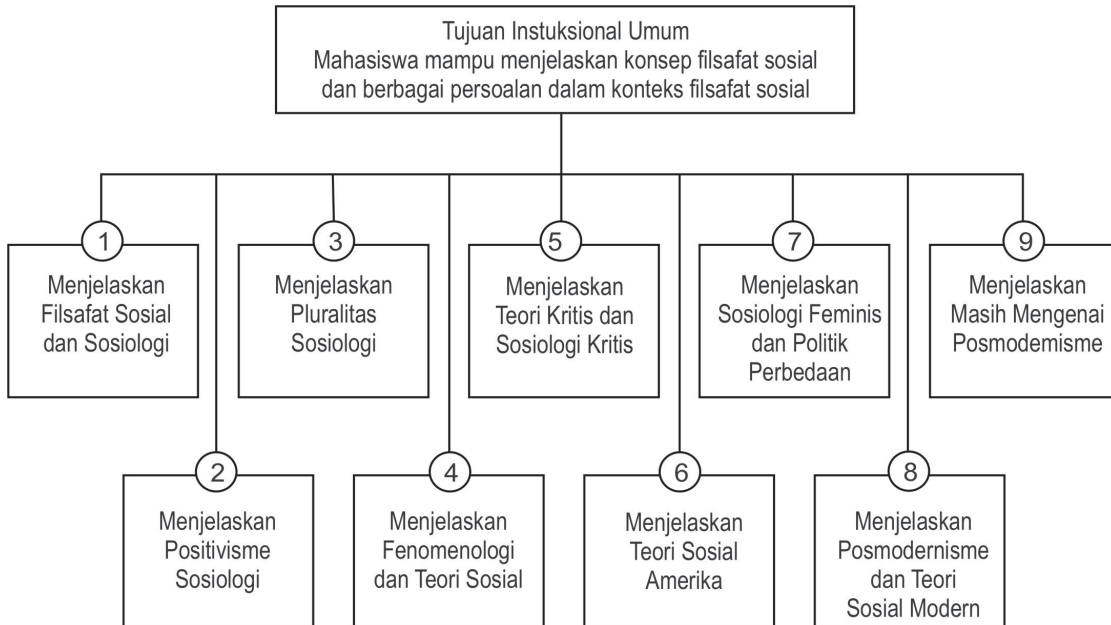 Tujuan Instuksional Umum
Mahasiswa mampu menjelaskan konsep filsafat sosial
dan berbagai persoalan dalam konteks filsafat sosial
1
Menjelaskan
Filsafat Sosial
dan Sosiologi
3
Menjelaskan
Pluralitas
Sosiologi
5
Menjelaskan
Teori Kritis dan
Sosiologi Kritis
7
Menjelaskan
Sosiologi Feminis
dan Politik
Perbedaan
9
Menjelaskan
Masih Mengenai
Posmodemisme
2
Menjelaskan
Positivisme
Sosiologi
4
Menjelaskan
Fenomenologi
dan Teori Sosial
6
Menjelaskan
Teori Sosial
Amerika
8
Menjelaskan
Posmodernisme
dan Teori
Sosial Modern